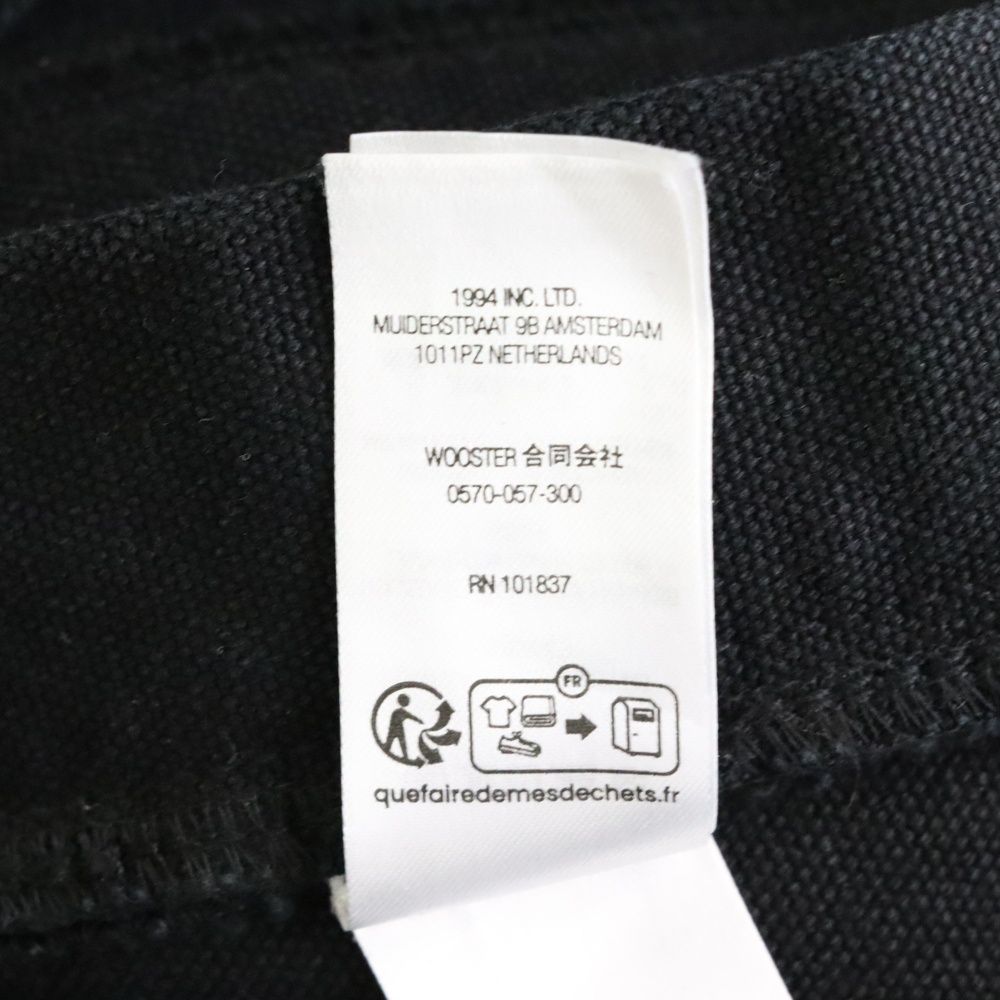 1994 INC. LTD.
MUIDERSTRAAT 9B AMSTERDAM
1011PZ NETHERLANDS
WOOSTER 合同会社
0570-057-300
RN 101837
FR
quefairedemesdechets.fr